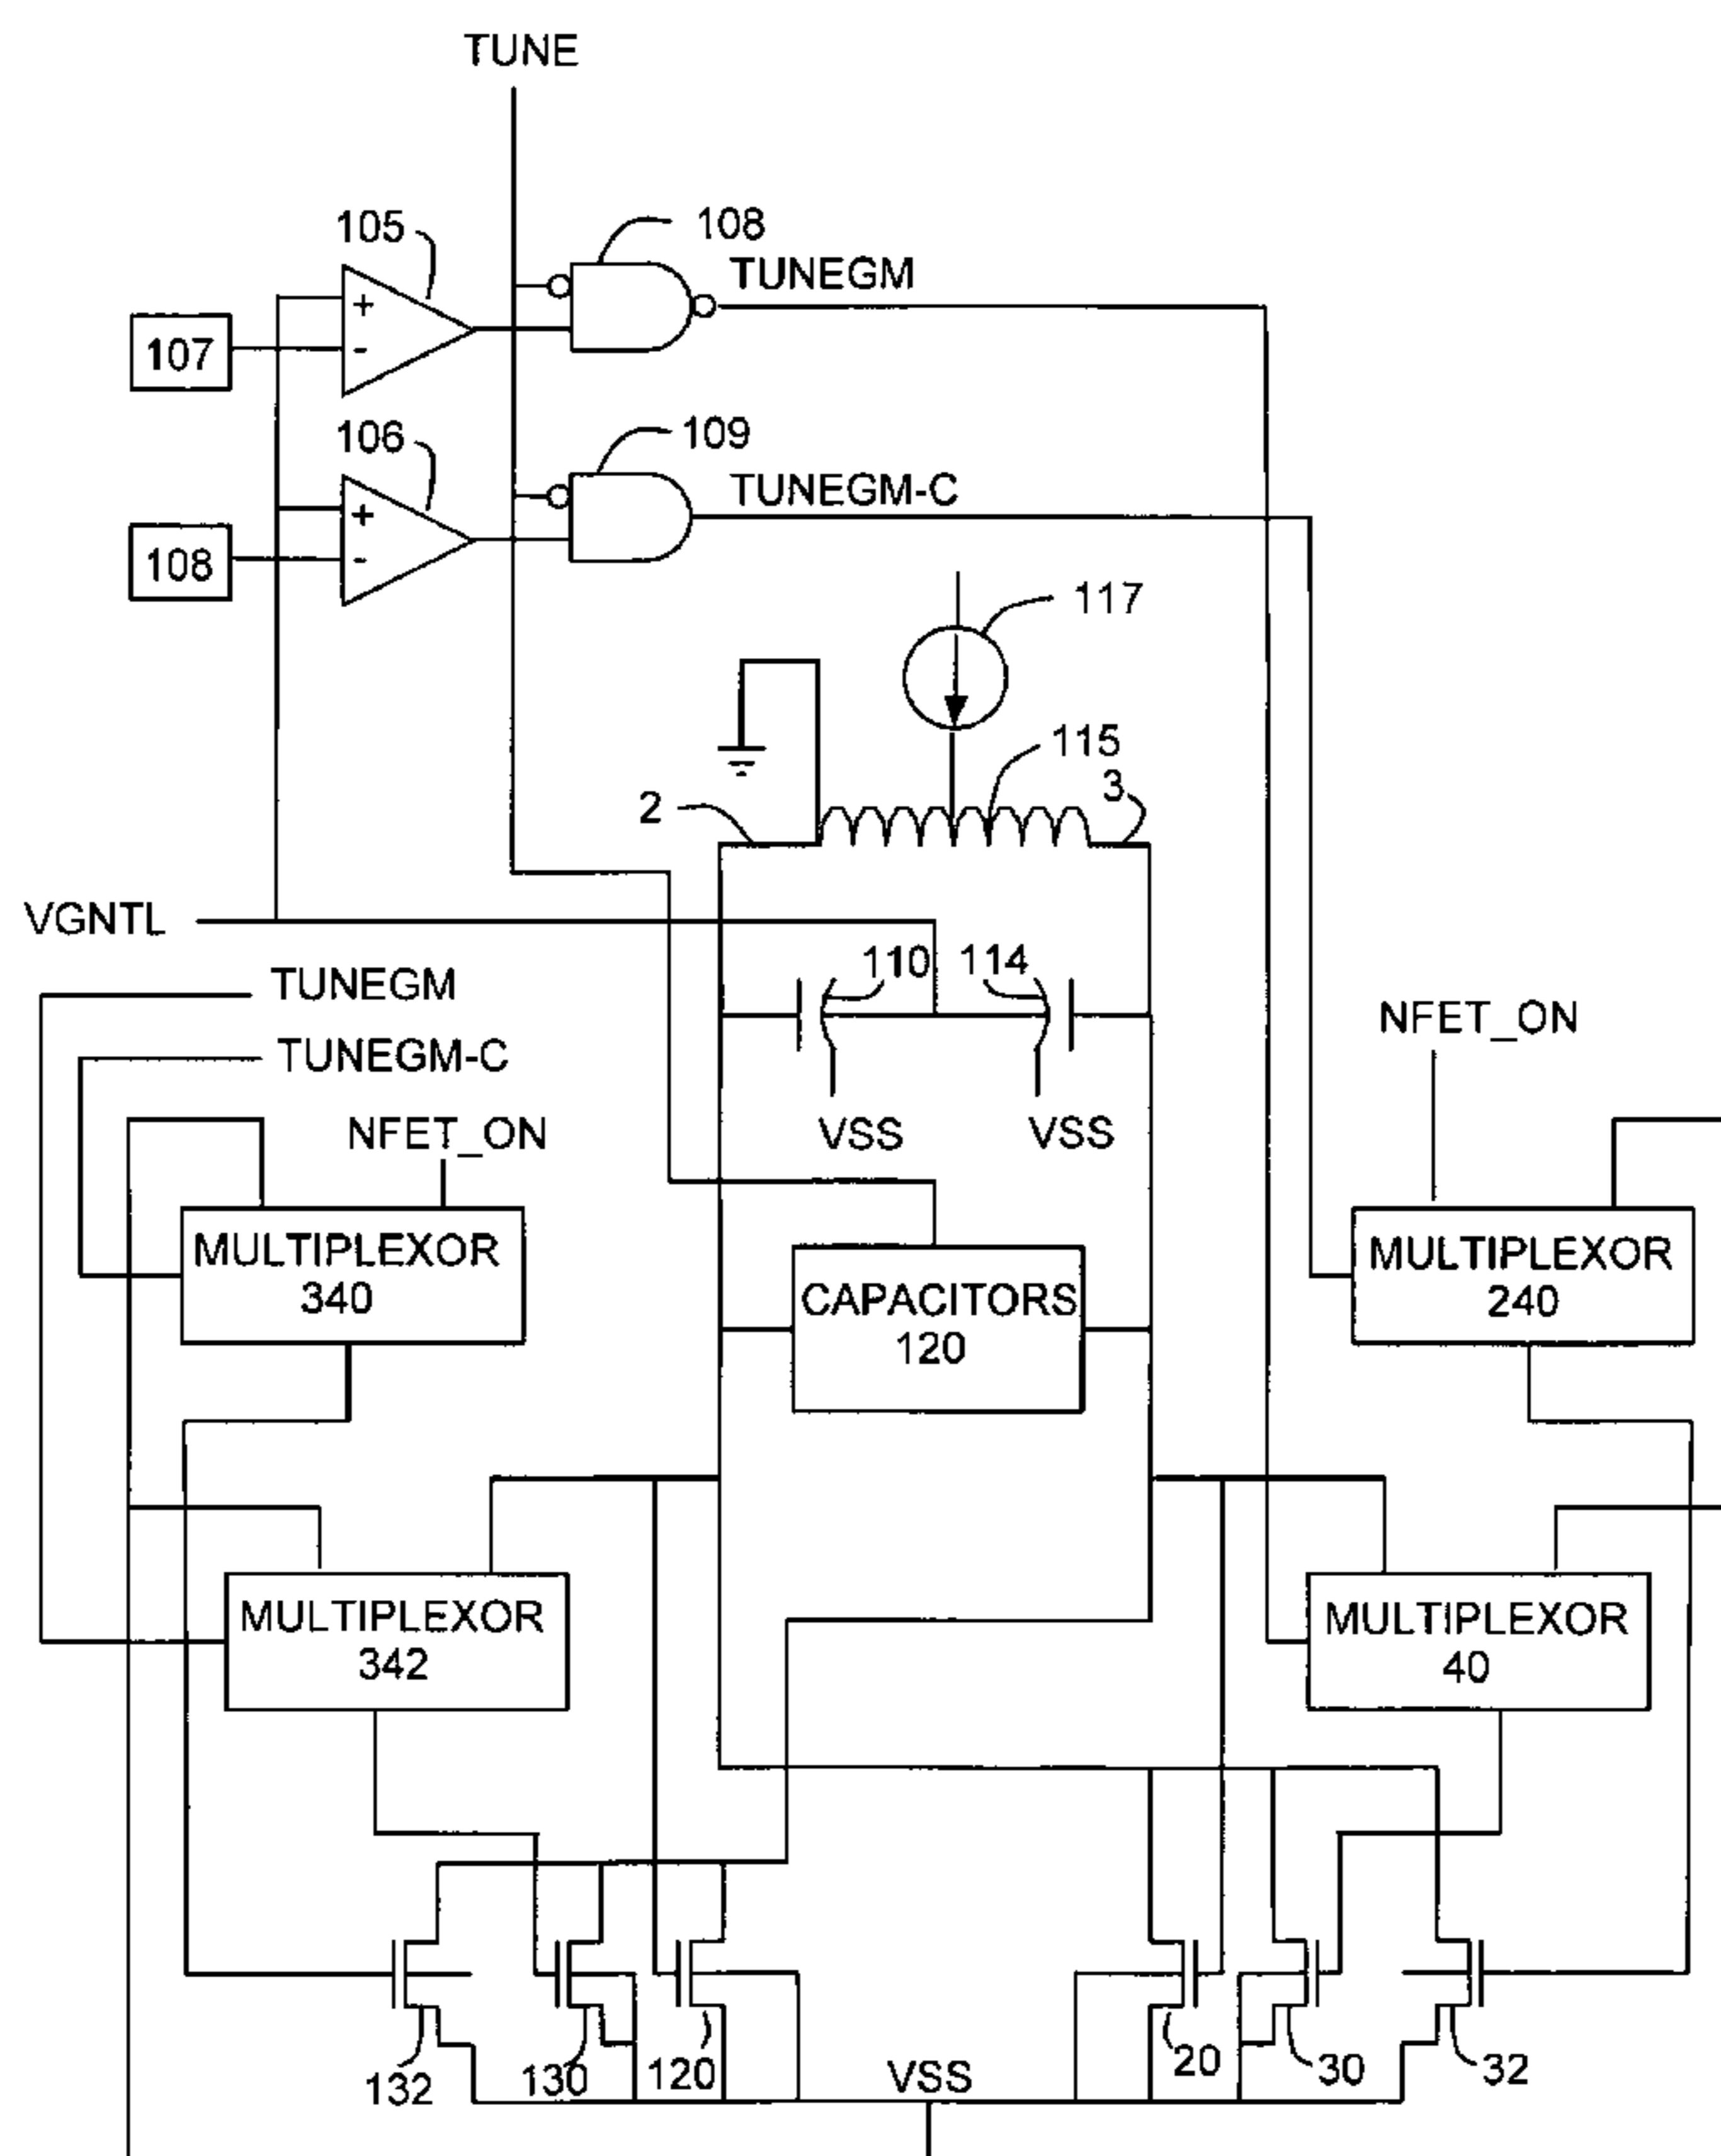 TUNE
105
108
TUNEGM
107
106
109
TUNEGM-C
108
117
115
3
2
VGNTL
110
114
TUNEGM
NFET_ON
TUNEGM-C
NFET_ON
VSS
VSS
MULTIPLEXOR
340
MULTIPLEXOR
240
CAPACITORS
120
MULTIPLEXOR
342
MULTIPLEXOR
40
132
130
120
VSS
20
30
32